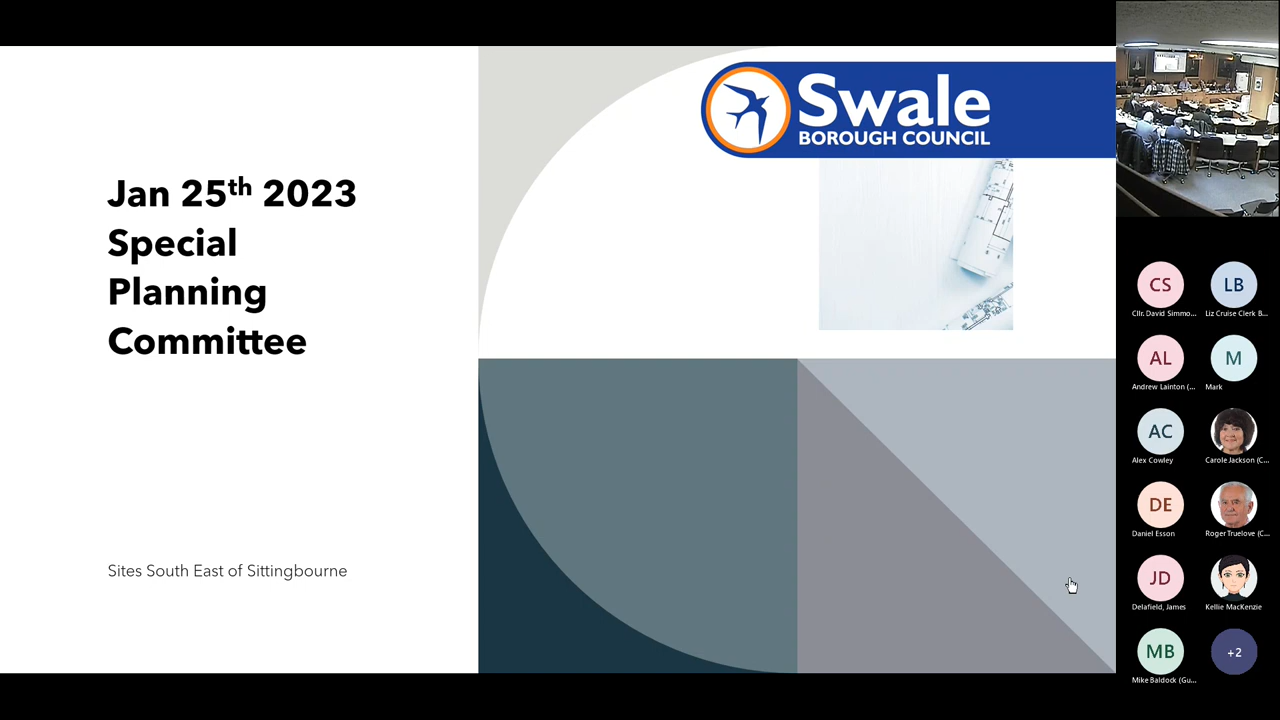 Swale
BOROUGH COUNCIL
Jan 25th 2023
Special
Planning
Committee
Sites South East of Sittingbourne
CS
LB
Cllr. David Simmo...
Liz Cruise Clerk B...
AL
M
Andrew Lainton (...
Mark
AC
Alex Cowley
Carole Jackson (C...
DE
Daniel Esson
Roger Truelove (C...
JD
Delafield, James
Kellie MacKenzie
MB
+2
Mike Baldock (Gu...